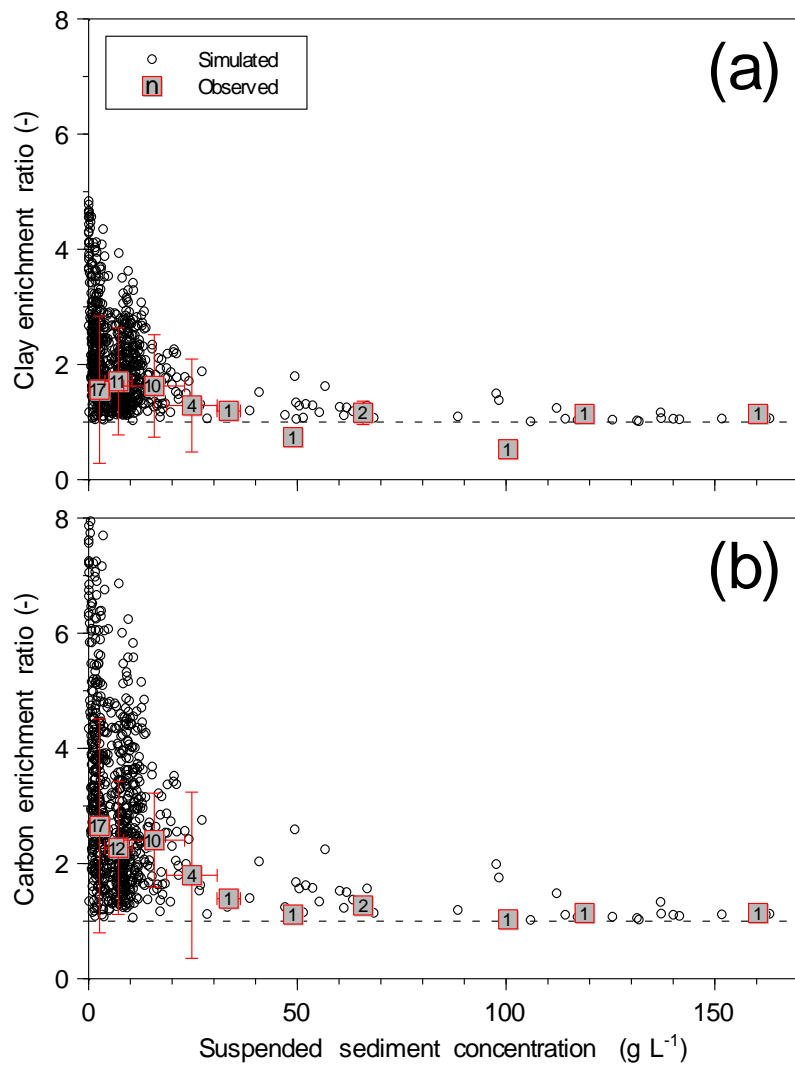 8
(a)
Simulated
n Observed
6
4
2
0
Clay enrichment ratio (-)
17 11 10 4 1 1 2 1 1 1
8
(b)
6
4
2
0
Carbon enrichment ratio (-)
17 12 10 4 1 1 2 1 1 1
0 50 100 150
Suspended sediment concentration (g L⁻¹)